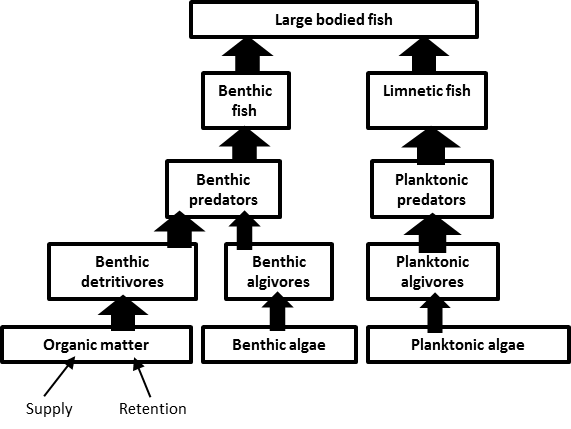 Large bodied fish
Benthic
fish
Limnetic fish
Benthic
predators
Planktonic
predators
Benthic
detritivores
Benthic
algivores
Planktonic
algivores
Organic matter
Benthic algae
Planktonic algae
Supply
Retention